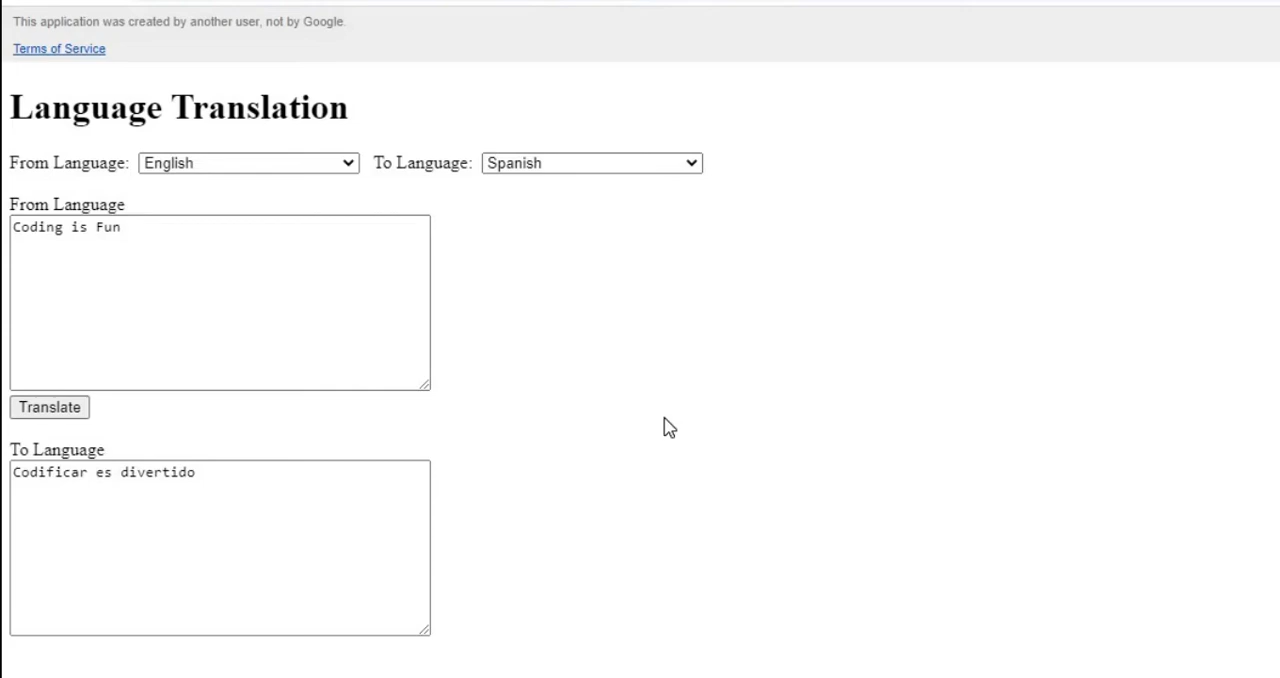 This application was created by another user, not by Google.
Terms of Service
Language Translation
From Language: English To Language: Spanish
From Language
Coding is Fun
Translate
To Language
Codificar es divertido